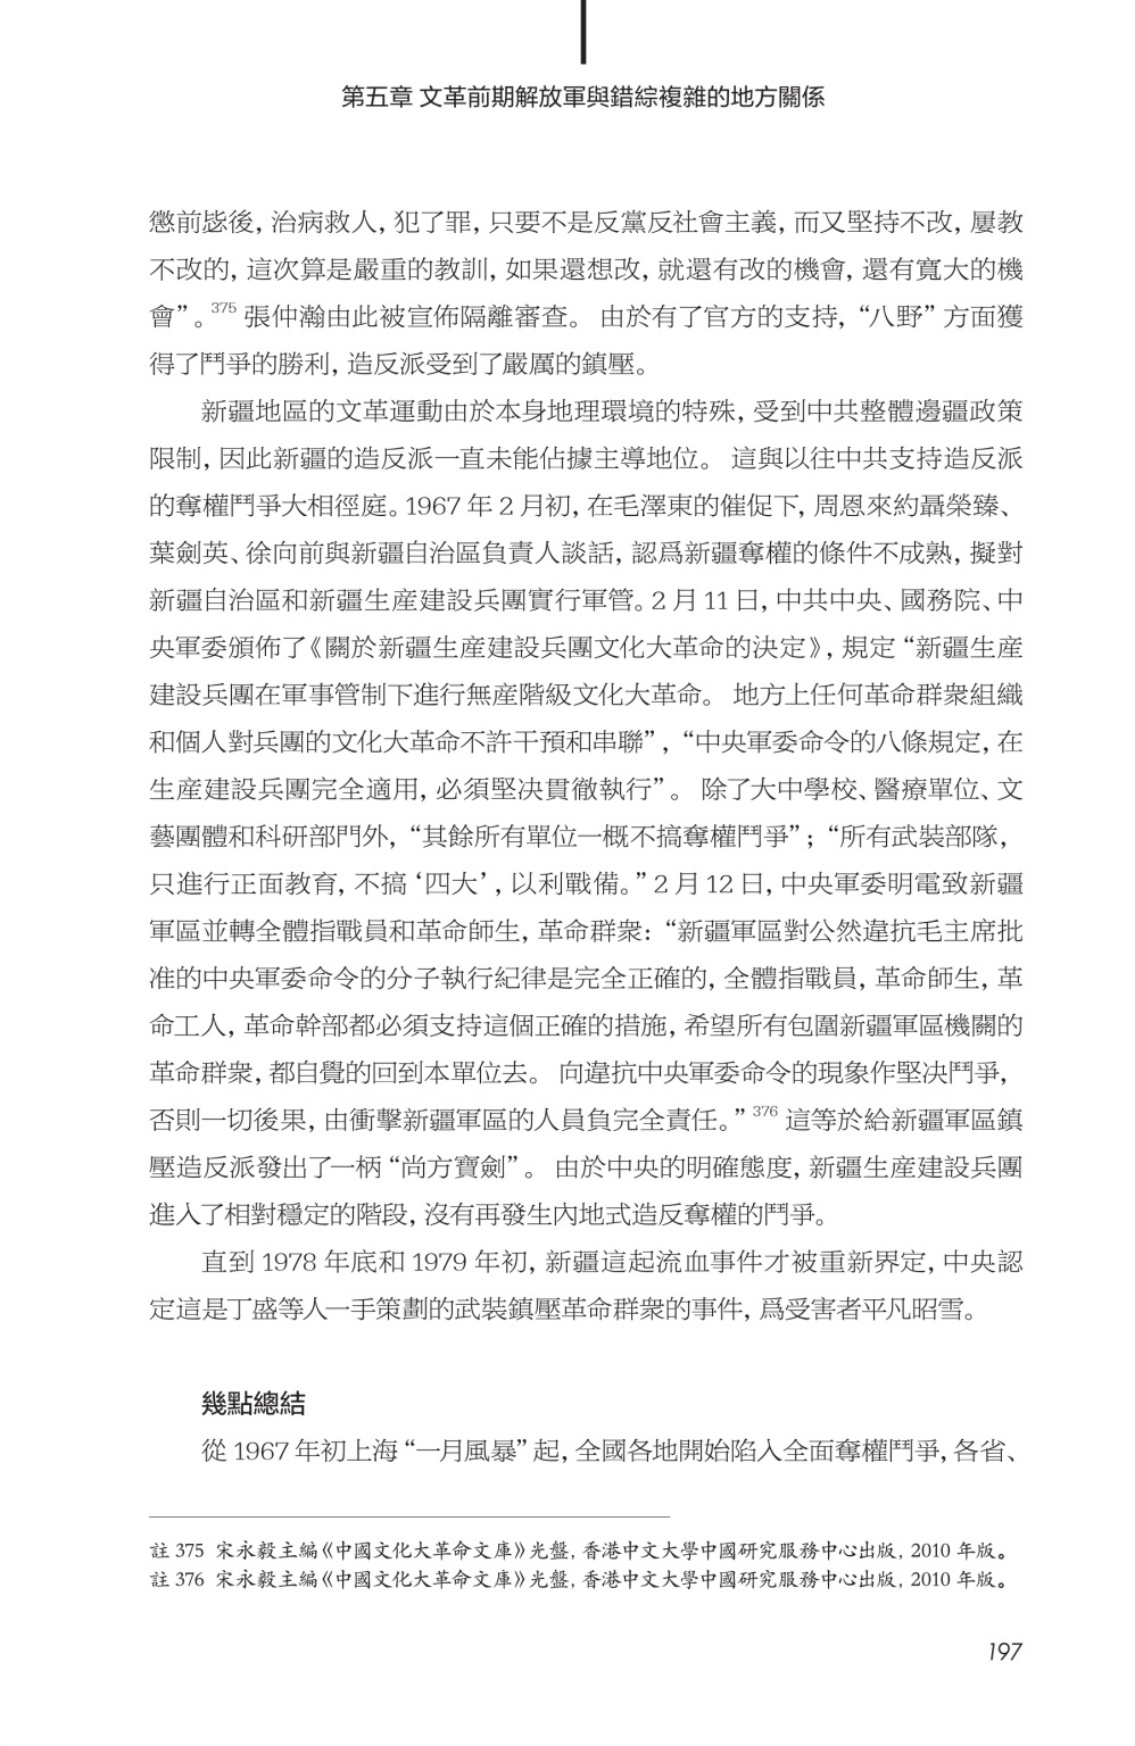 第五章 文革前期解放軍與錯綜複雜的地方關係
懲前毖後，治病救人，犯了罪，只要不是反黨反社會主義，而又堅持不改，屢教
不改的，這次算是嚴重的教訓，如果還想改，就還有改的機會，還有寬大的機
會”。375 張仲瀚由此被宣佈隔離審查。 由於有了官方的支持，“八野”方面獲
得了鬥爭的勝利，造反派受到了嚴厲的鎮壓。
新疆地區的文革運動由於本身地理環境的特殊，受到中共整體邊疆政策
限制，因此新疆的造反派一直未能佔據主導地位。 這與以往中共支持造反派
的奪權鬥爭大相徑庭。1967 年 2 月初，在毛澤東的催促下，周恩來約聶榮臻、
葉劍英、徐向前與新疆自治區負責人談話，認爲新疆奪權的條件不成熟，擬對
新疆自治區和新疆生産建設兵團實行軍管。2 月 11 日，中共中央、國務院、中
央軍委頒佈了《關於新疆生産建設兵團文化大革命的決定》，規定“新疆生産
建設兵團在軍事管制下進行無産階級文化大革命。 地方上任何革命群衆組織
和個人對兵團的文化大革命不許干預和串聯”，“中央軍委命令的八條規定，在
生産建設兵團完全適用，必須堅決貫徹執行”。 除了大中學校、醫療單位、文
藝團體和科研部門外，“其餘所有單位一概不搞奪權鬥爭”；“所有武裝部隊，
只進行正面教育，不搞‘四大’，以利戰備。”2 月 12 日，中央軍委明電致新疆
軍區並轉全體指戰員和革命師生，革命群衆：“新疆軍區對公然違抗毛主席批
准的中央軍委命令的分子執行紀律是完全正確的，全體指戰員，革命師生，革
命工人，革命幹部都必須支持這個正確的措施，希望所有包圍新疆軍區機關的
革命群衆，都自覺的回到本單位去。 向違抗中央軍委命令的現象作堅決鬥爭，
否則一切後果，由衝擊新疆軍區的人員負完全責任。”376 這等於給新疆軍區鎮
壓造反派發出了一柄“尚方寶劍”。 由於中央的明確態度，新疆生産建設兵團
進入了相對穩定的階段，沒有再發生內地式造反奪權的鬥爭。
直到 1978 年底和 1979 年初，新疆這起流血事件才被重新界定，中央認
定這是丁盛等人一手策劃的武裝鎮壓革命群衆的事件，爲受害者平凡昭雪。
幾點總結
從 1967 年初上海“一月風暴”起，全國各地開始陷入全面奪權鬥爭，各省、
註 375 宋永毅主編《中國文化大革命文庫》光盤，香港中文大學中國研究服務中心出版，2010 年版。
註 376 宋永毅主編《中國文化大革命文庫》光盤，香港中文大學中國研究服務中心出版，2010 年版。
197